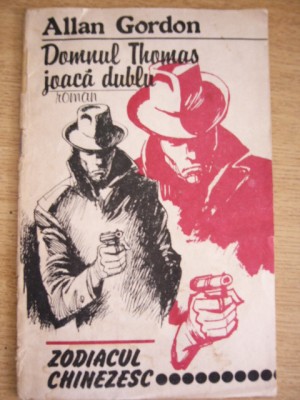 Allan Gordon
Domnul Thomas
joacă dublu
roman
ZODIACUL
CHINEZESC